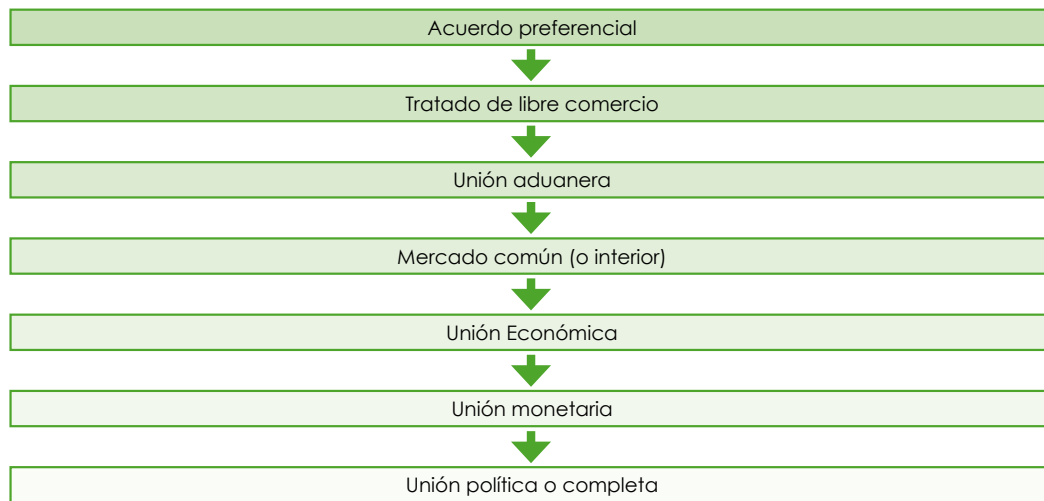 Acuerdo preferencial
Tratado de libre comercio
Unión aduanera
Mercado común (o interior)
Unión Económica
Unión monetaria
Unión política o completa